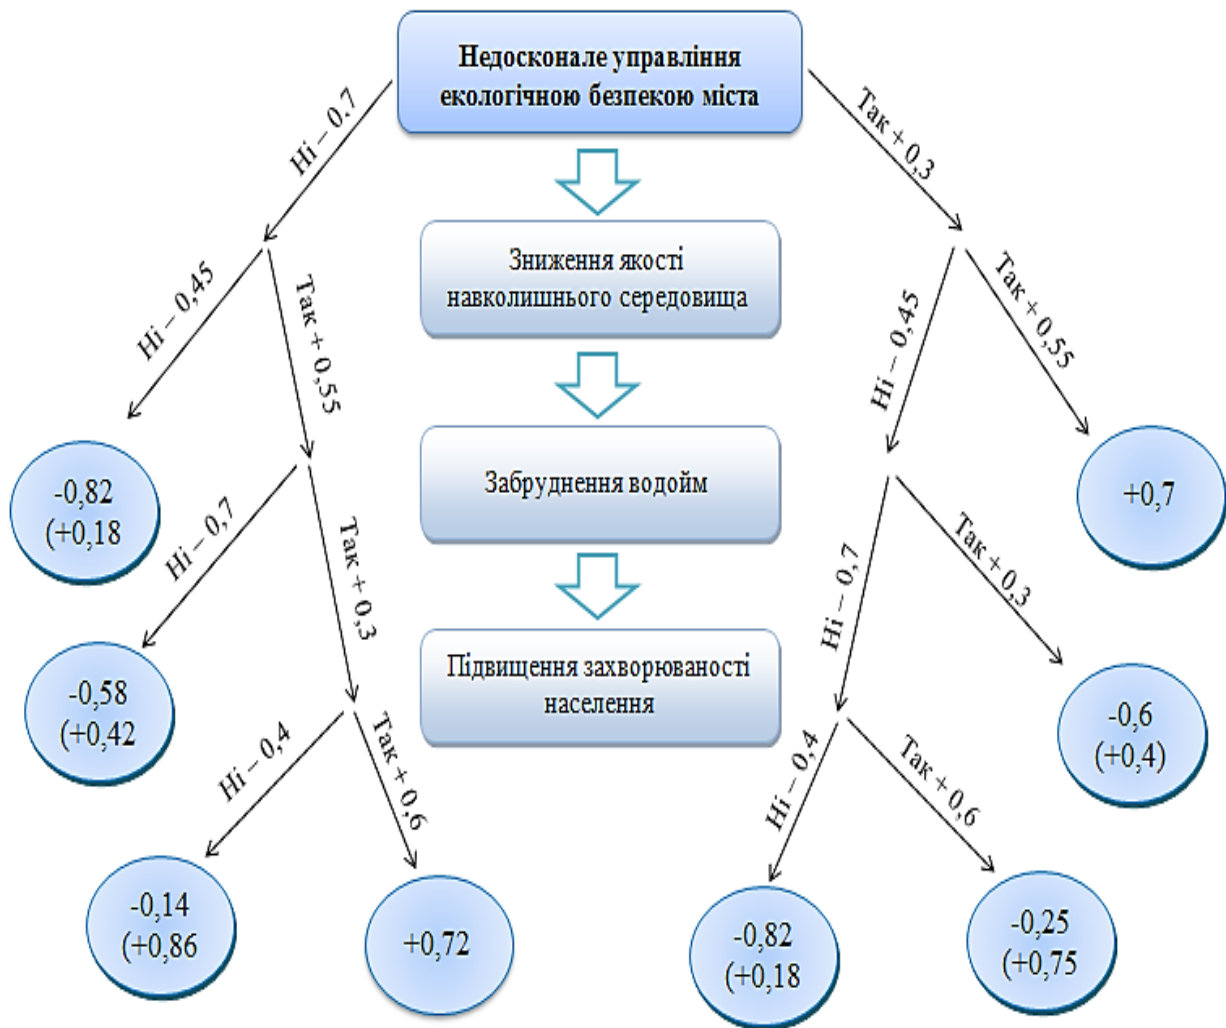 Недосконале управління
екологічною безпекою міста
Ні – 0,7
Так + 0,3
Зниження якості
навколишнього середовища
Ні – 0,45
Так + 0,55
Ні – 0,45
Так + 0,55
Забруднення водойм
-0,82
(+0,18
+0,7
Ні – 0,7
Так + 0,3
Ні – 0,7
Так + 0,3
Підвищення захворюваності
населення
-0,58
(+0,42
-0,6
(+0,4)
Ні – 0,4
Так + 0,6
Ні – 0,4
Так + 0,6
-0,14
(+0,86
+0,72
-0,82
(+0,18
-0,25
(+0,75